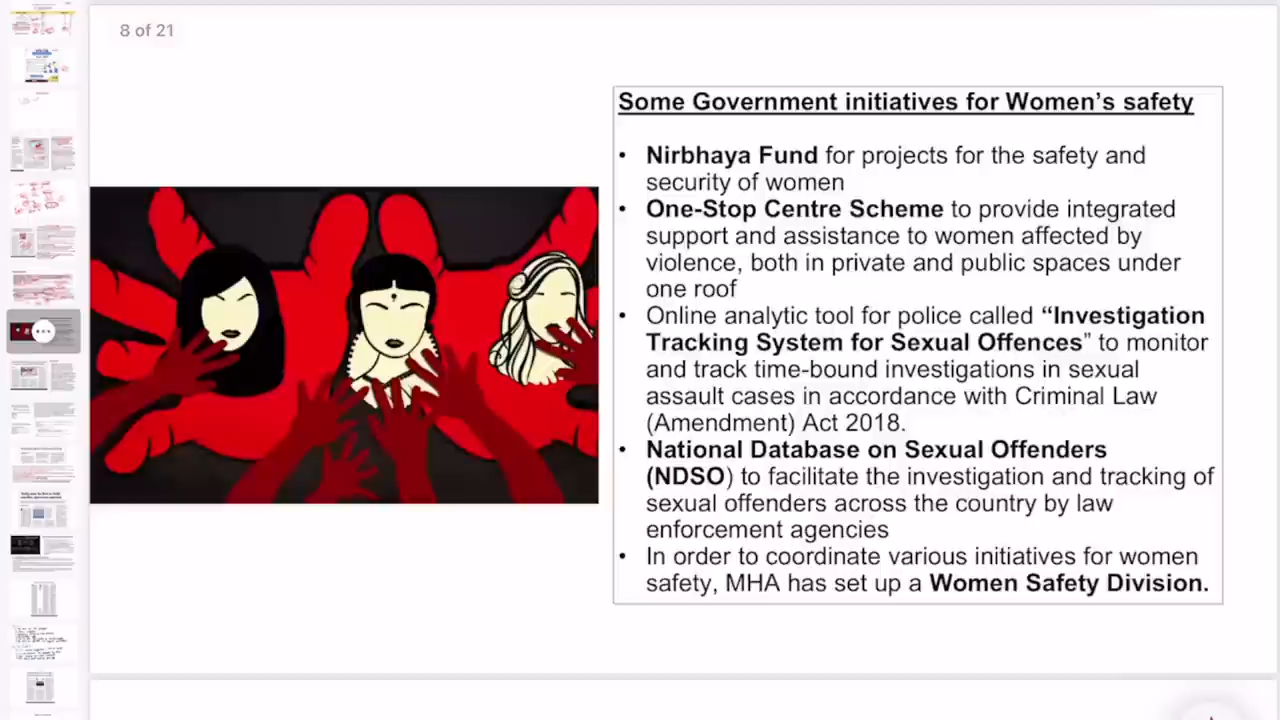 8 of 21
Some Government initiatives for Women’s safety
• Nirbhaya Fund for projects for the safety and
security of women
• One-Stop Centre Scheme to provide integrated
support and assistance to women affected by
violence, both in private and public spaces under
one roof
• Online analytic tool for police called “Investigation
Tracking System for Sexual Offences” to monitor
and track time-bound investigations in sexual
assault cases in accordance with Criminal Law
(Amendment) Act 2018.
• National Database on Sexual Offenders
(NDSO) to facilitate the investigation and tracking of
sexual offenders across the country by law
enforcement agencies
• In order to coordinate various initiatives for women
safety, MHA has set up a Women Safety Division.